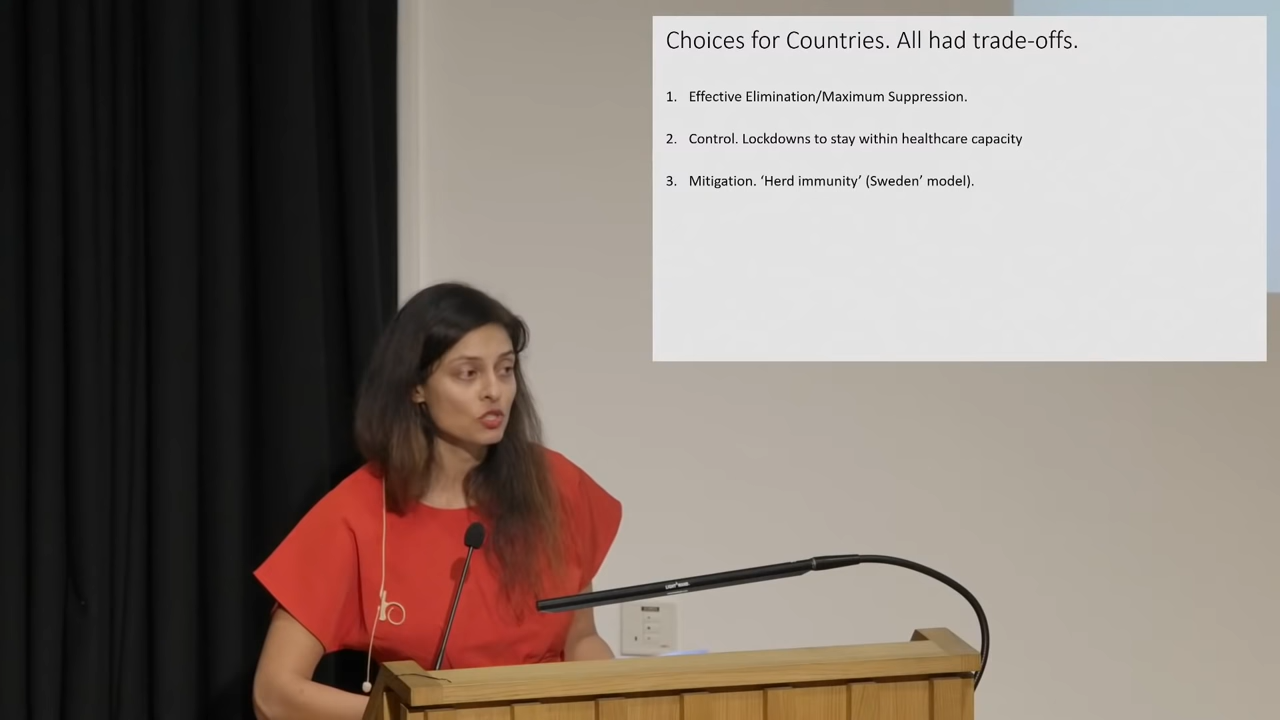 Choices for Countries. All had trade-offs.
1. Effective Elimination/Maximum Suppression.
2. Control. Lockdowns to stay within healthcare capacity
3. Mitigation. ‘Herd immunity’ (Sweden’ model).